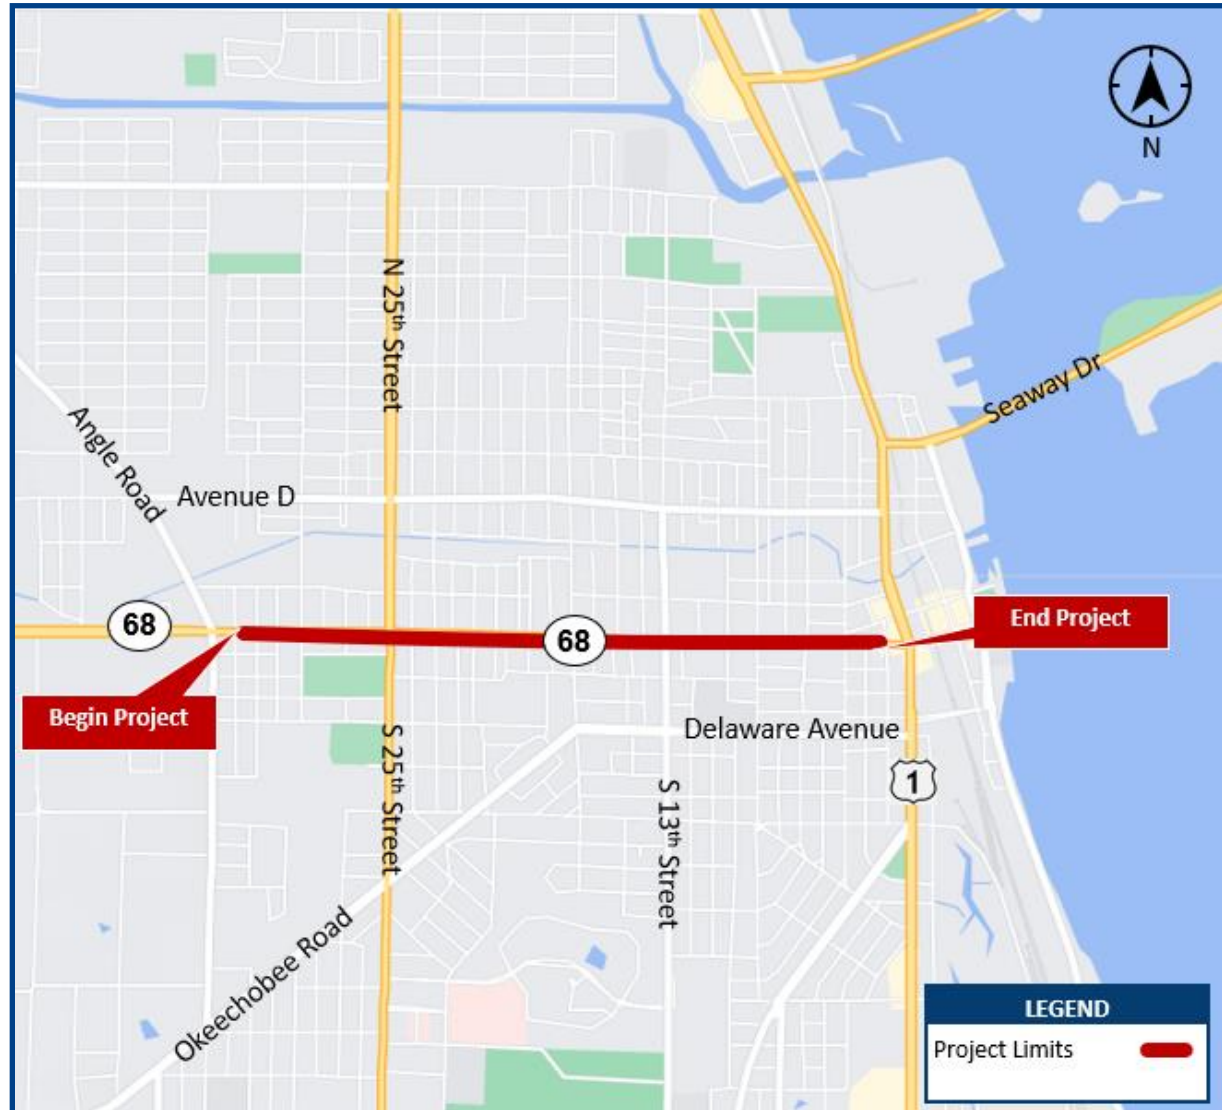 N
N 25th Street
Seaway Dr
Angle Road
Avenue D
68
68
End Project
Begin Project
S 25th Street
Delaware Avenue
1
S 13th Street
Okeechobee Road
LEGEND
Project Limits